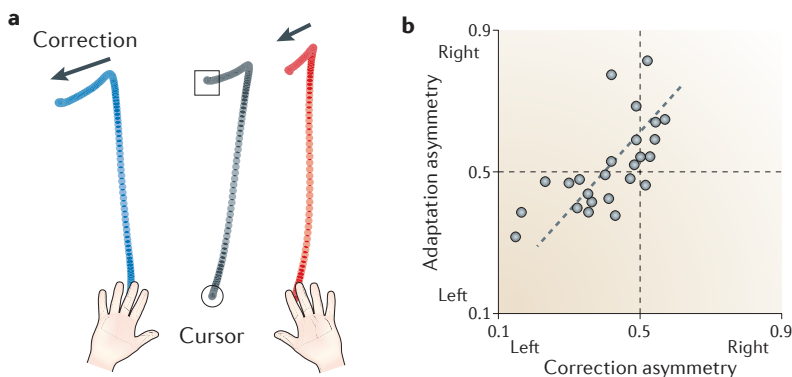 a
Correction
Cursor
b
0.9
Right
Adaptation asymmetry
0.5
Left
0.1
0.1
0.5
0.9
Left
Right
Correction asymmetry